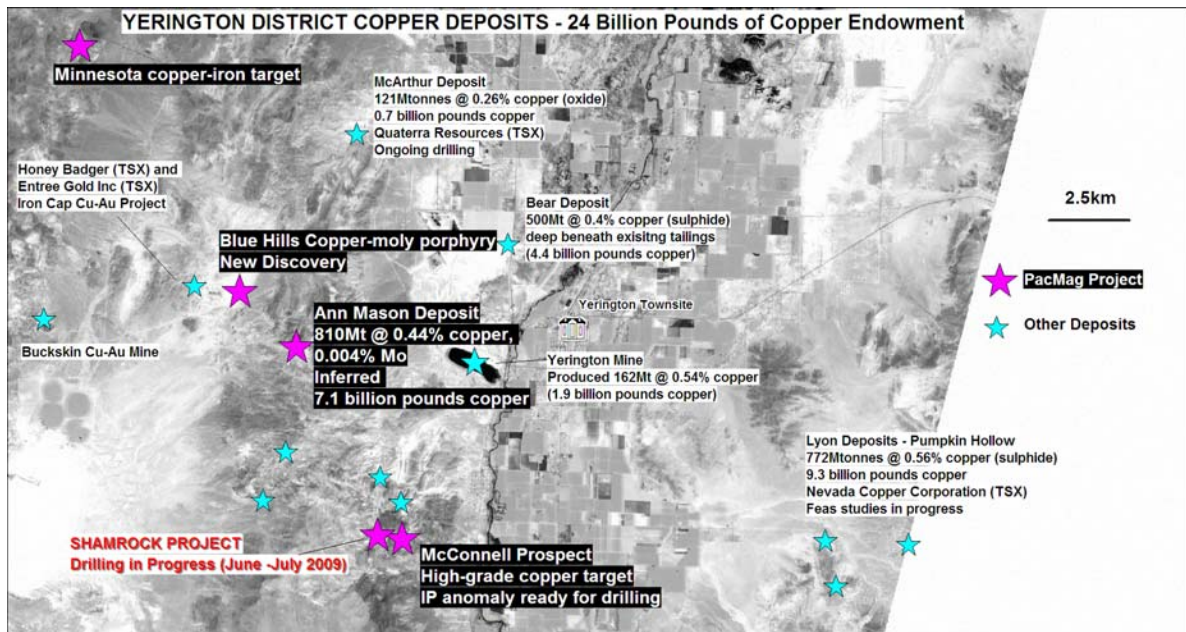 YERINGTON DISTRICT COPPER DEPOSITS - 24 Billion Pounds of Copper Endowment
Minnesota copper-iron target
McArthur Deposit
121Mtonnes @ 0.26% copper (oxide)
0.7 billion pounds copper
Quaterra Resources (TSX)
Ongoing drilling
Honey Badger (TSX) and
Entree Gold Inc (TSX)
Iron Cap Cu-Au Project
Bear Deposit
500Mt @ 0.4% copper (sulphide)
deep beneath exisitng tailings
(4.4 billion pounds copper)
2.5km
Blue Hills Copper-moly porphyry
New Discovery
PacMag Project
Other Deposits
Ann Mason Deposit
810Mt @ 0.44% copper,
0.004% Mo
Inferred
7.1 billion pounds copper
Yerington Townsite
Buckskin Cu-Au Mine
Yerington Mine
Produced 162Mt @ 0.54% copper
(1.9 billion pounds copper)
Lyon Deposits - Pumpkin Hollow
772Mtonnes @ 0.56% copper (sulphide)
9.3 billion pounds copper
Nevada Copper Corporation (TSX)
Feas studies in progress
SHAMROCK PROJECT
Drilling in Progress (June -July 2009)
McConnell Prospect
High-grade copper target
IP anomaly ready for drilling